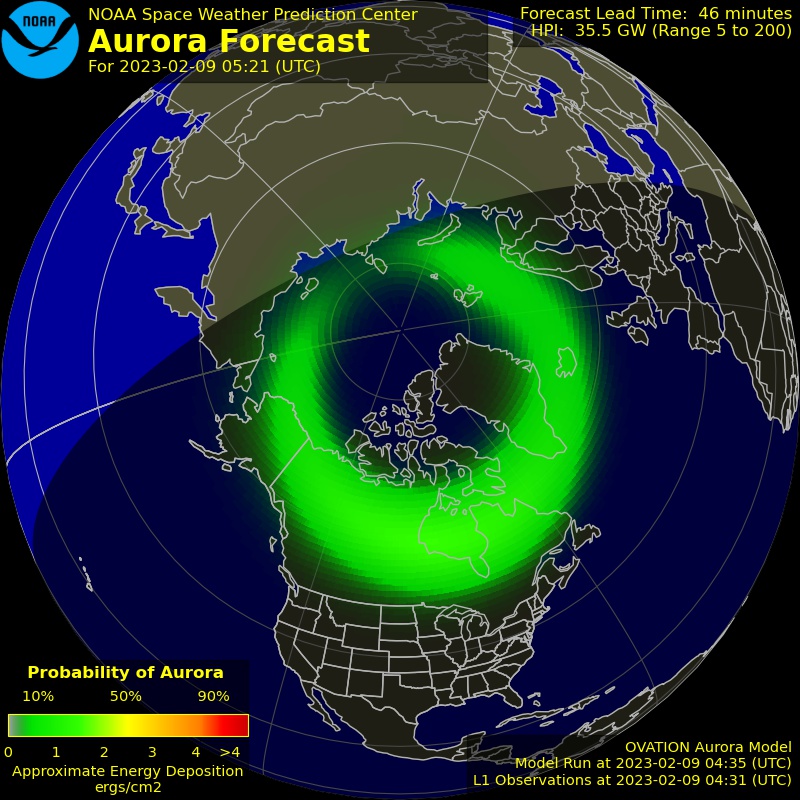 NOAA
NOAA Space Weather Prediction Center
Aurora Forecast
For 2023-02-09 05:21 (UTC)
Forecast Lead Time: 46 minutes
HPI: 35.5 GW (Range 5 to 200)
Probability of Aurora
10% 50% 90%
0 1 2 3 4 >4
Approximate Energy Deposition
ergs/cm2
OVATION Aurora Model
Model Run at 2023-02-09 04:35 (UTC)
L1 Observations at 2023-02-09 04:31 (UTC)